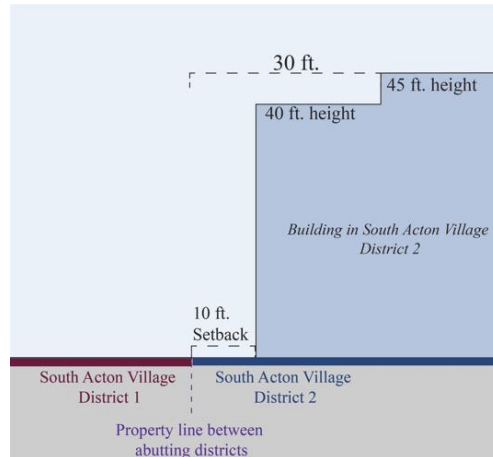 30 ft.
45 ft. height
40 ft. height
Building in South Acton Village
District 2
10 ft.
Setback
South Acton Village
District 1
South Acton Village
District 2
Property line between
abutting districts